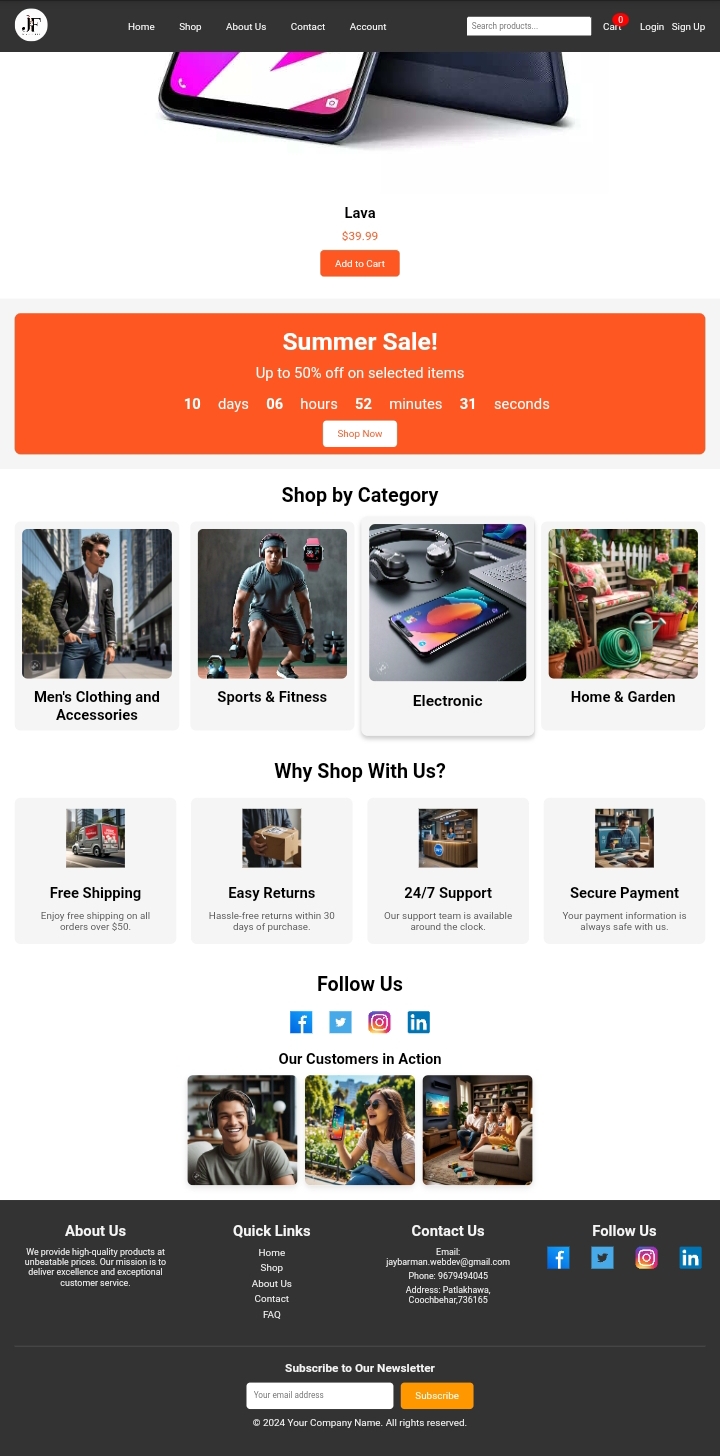 JF
Home Shop About Us Contact Account Search products... Cart 0 Login Sign Up
Lava
$39.99
Add to Cart
Summer Sale!
Up to 50% off on selected items
10 days 06 hours 52 minutes 31 seconds
Shop Now
Shop by Category
Men's Clothing and
Accessories
Sports & Fitness
Electronic
Home & Garden
Why Shop With Us?
Free Shipping
Enjoy free shipping on all
orders over $50.
Easy Returns
Hassle-free returns within 30
days of purchase.
24/7 Support
Our support team is available
around the clock.
Secure Payment
Your payment information is
always safe with us.
Follow Us
Our Customers in Action
About Us
We provide high-quality products at
unbeatable prices. Our mission is to
deliver excellence and exceptional
customer service.
Quick Links
Home
Shop
About Us
Contact
FAQ
Contact Us
Email:
jaybarman.webdev@gmail.com
Phone: 9679494045
Address: Patlakhawa,
Coochbehar,736165
Follow Us
Subscribe to Our Newsletter
Your email address
Subscribe
© 2024 Your Company Name. All rights reserved.